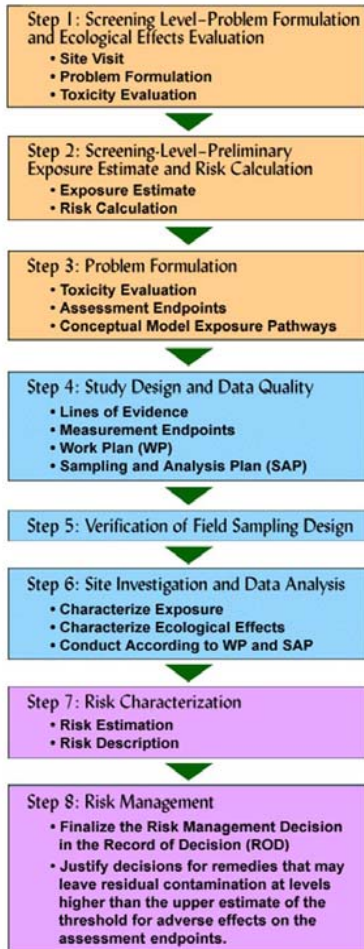 Step 1: Screening Level–Problem Formulation
and Ecological Effects Evaluation
• Site Visit
• Problem Formulation
• Toxicity Evaluation
Step 2: Screening-Level–Preliminary
Exposure Estimate and Risk Calculation
• Exposure Estimate
• Risk Calculation
Step 3: Problem Formulation
• Toxicity Evaluation
• Assessment Endpoints
• Conceptual Model Exposure Pathways
Step 4: Study Design and Data Quality
• Lines of Evidence
• Measurement Endpoints
• Work Plan (WP)
• Sampling and Analysis Plan (SAP)
Step 5: Verification of Field Sampling Design
Step 6: Site Investigation and Data Analysis
• Characterize Exposure
• Characterize Ecological Effects
• Conduct According to WP and SAP
Step 7: Risk Characterization
• Risk Estimation
• Risk Description
Step 8: Risk Management
• Finalize the Risk Management Decision
in the Record of Decision (ROD)
• Justify decisions for remedies that may
leave residual contamination at levels
higher than the upper estimate of the
threshold for adverse effects on the
assessment endpoints.